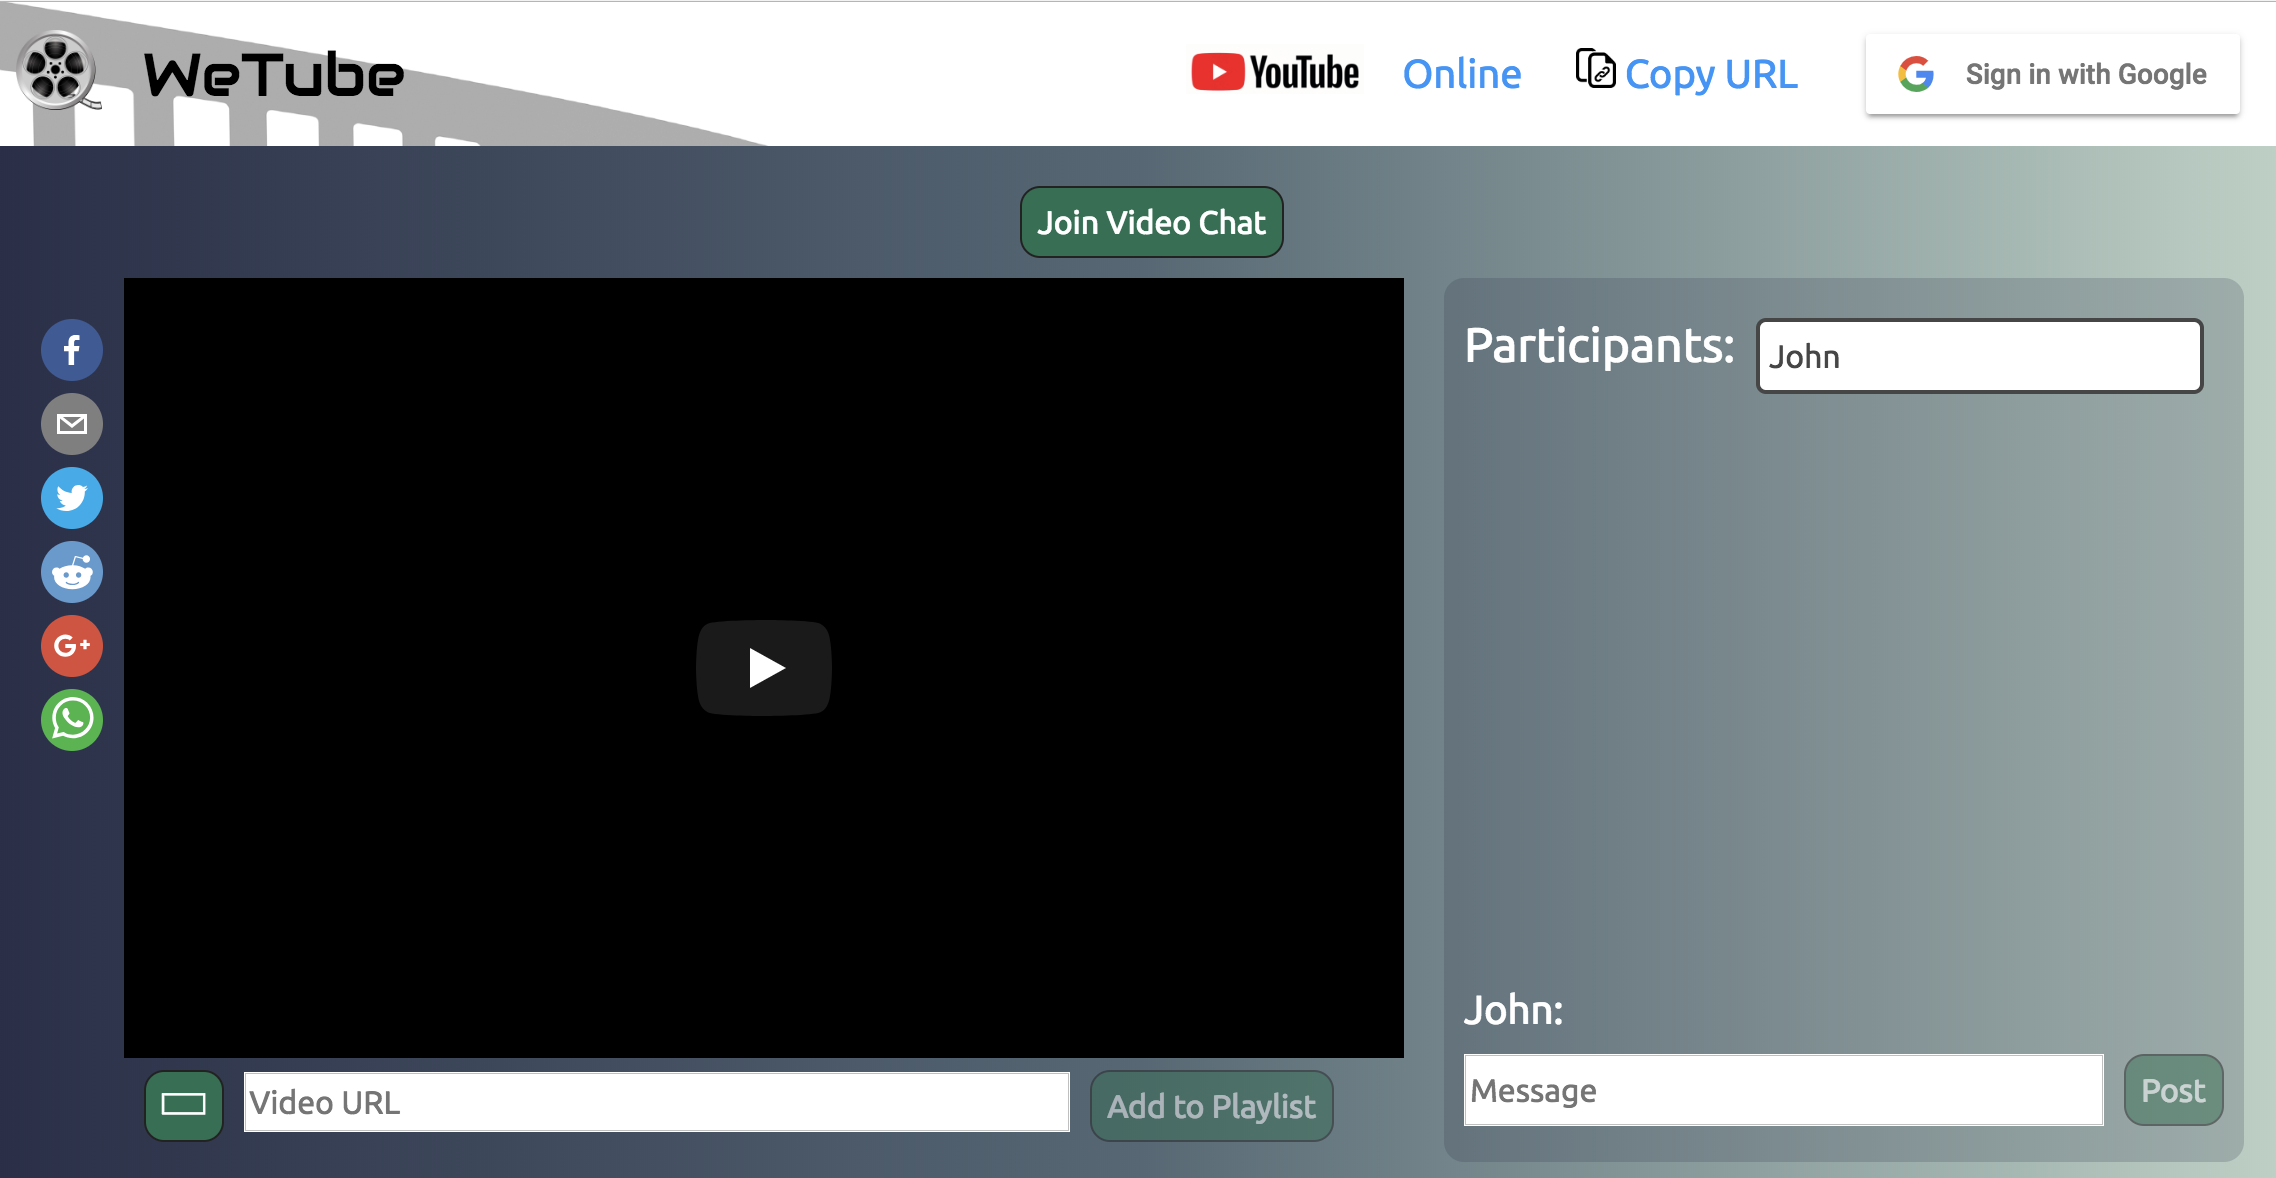 WeTube
YouTube
Online
Copy URL
Sign in with Google
Join Video Chat
Participants:
John
G+
John:
Message
Post
Video URL
Add to Playlist